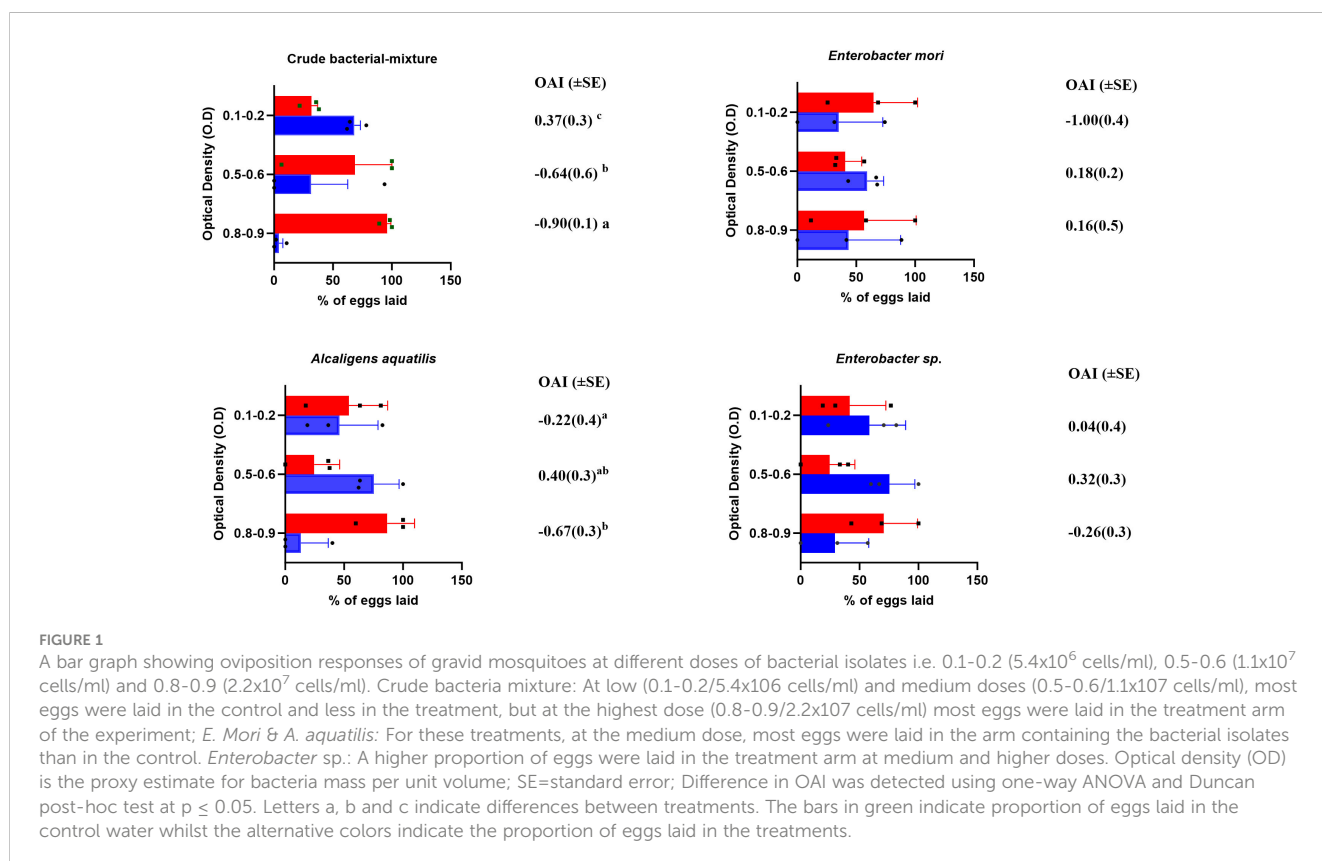 Crude bacterial-mixture
OAI (±SE)
Optical Density (O.D)
0.1-0.2
0.37(0.3) c
0.5-0.6
-0.64(0.6) b
0.8-0.9
-0.90(0.1) a
0 50 100 150
% of eggs laid
Enterobacter mori
OAI (±SE)
Optical Density (O.D)
0.1-0.2
-1.00(0.4)
0.5-0.6
0.18(0.2)
0.8-0.9
0.16(0.5)
0 50 100 150
% of eggs laid
Alcaligens aquatilis
OAI (±SE)
Optical Density (O.D)
0.1-0.2
-0.22(0.4)a
0.5-0.6
0.40(0.3)ab
0.8-0.9
-0.67(0.3)b
0 50 100 150
% of eggs laid
Enterobacter sp.
OAI (±SE)
Optical Density (O.D)
0.1-0.2
0.04(0.4)
0.5-0.6
0.32(0.3)
0.8-0.9
-0.26(0.3)
0 50 100 150
% of eggs laid
FIGURE 1
A bar graph showing oviposition responses of gravid mosquitoes at different doses of bacterial isolates i.e. 0.1-0.2 (5.4x10⁶ cells/ml), 0.5-0.6 (1.1x10⁷
cells/ml) and 0.8-0.9 (2.2x10⁷ cells/ml). Crude bacteria mixture: At low (0.1-0.2/5.4x106 cells/ml) and medium doses (0.5-0.6/1.1x107 cells/ml), most
eggs were laid in the control and less in the treatment, but at the highest dose (0.8-0.9/2.2x107 cells/ml) most eggs were laid in the treatment arm
of the experiment; E. Mori & A. aquatilis: For these treatments, at the medium dose, most eggs were laid in the arm containing the bacterial isolates
than in the control. Enterobacter sp.: A higher proportion of eggs were laid in the treatment arm at medium and higher doses. Optical density (OD)
is the proxy estimate for bacteria mass per unit volume; SE=standard error; Difference in OAI was detected using one-way ANOVA and Duncan
post-hoc test at p ≤ 0.05. Letters a, b and c indicate differences between treatments. The bars in green indicate proportion of eggs laid in the
control water whilst the alternative colors indicate the proportion of eggs laid in the treatments.